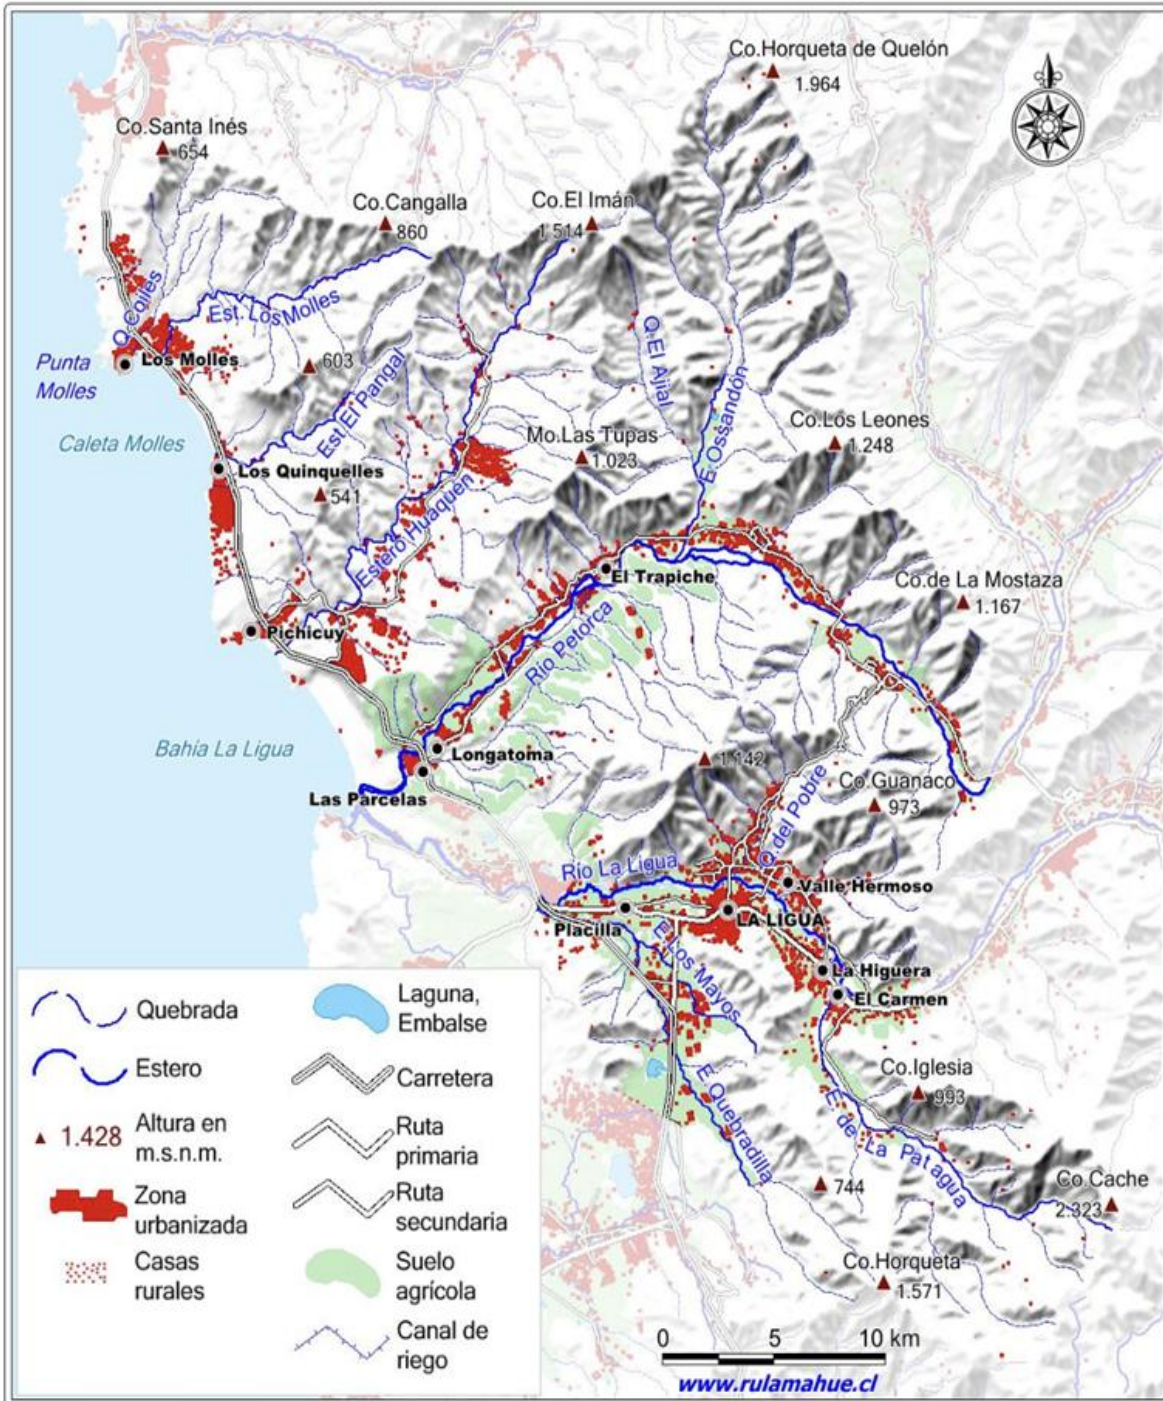 Co.Horqueta de Quelón
1.964
Co.Santa Inés
654
Co.Cangalla
860
Co.El Imán
1.514
Q.Coiles
Est. Los Molles
Los Molles
Punta
Molles
603
Est. El Pangal
Q. El Ajial
E. Ossandón
Caleta Molles
Mo.Las Tupas
1.023
Co.Los Leones
1.248
Los Quinquelles
541
Estero Huaquén
El Trapiche
Co.de La Mostaza
1.167
Pichicuy
Río Petorca
Bahía La Ligua
Longatoma
Las Parcelas
1.142
Co.Guanaco
973
Q.del Pobre
Río La Ligua
Valle Hermoso
Placilla
LA LIGUA
E. Los Mayos
La Higuera
El Carmen
Co.Iglesia
993
E. Quebradilla
E. de La Patagua
744
Co.Cache
2.323
Co.Horqueta
1.571
Quebrada
Estero
1.428
Altura en
m.s.n.m.
Zona
urbanizada
Casas
rurales
Laguna,
Embalse
Carretera
Ruta
primaria
Ruta
secundaria
Suelo
agrícola
Canal de
riego
0 5 10 km
www.rulamahue.cl